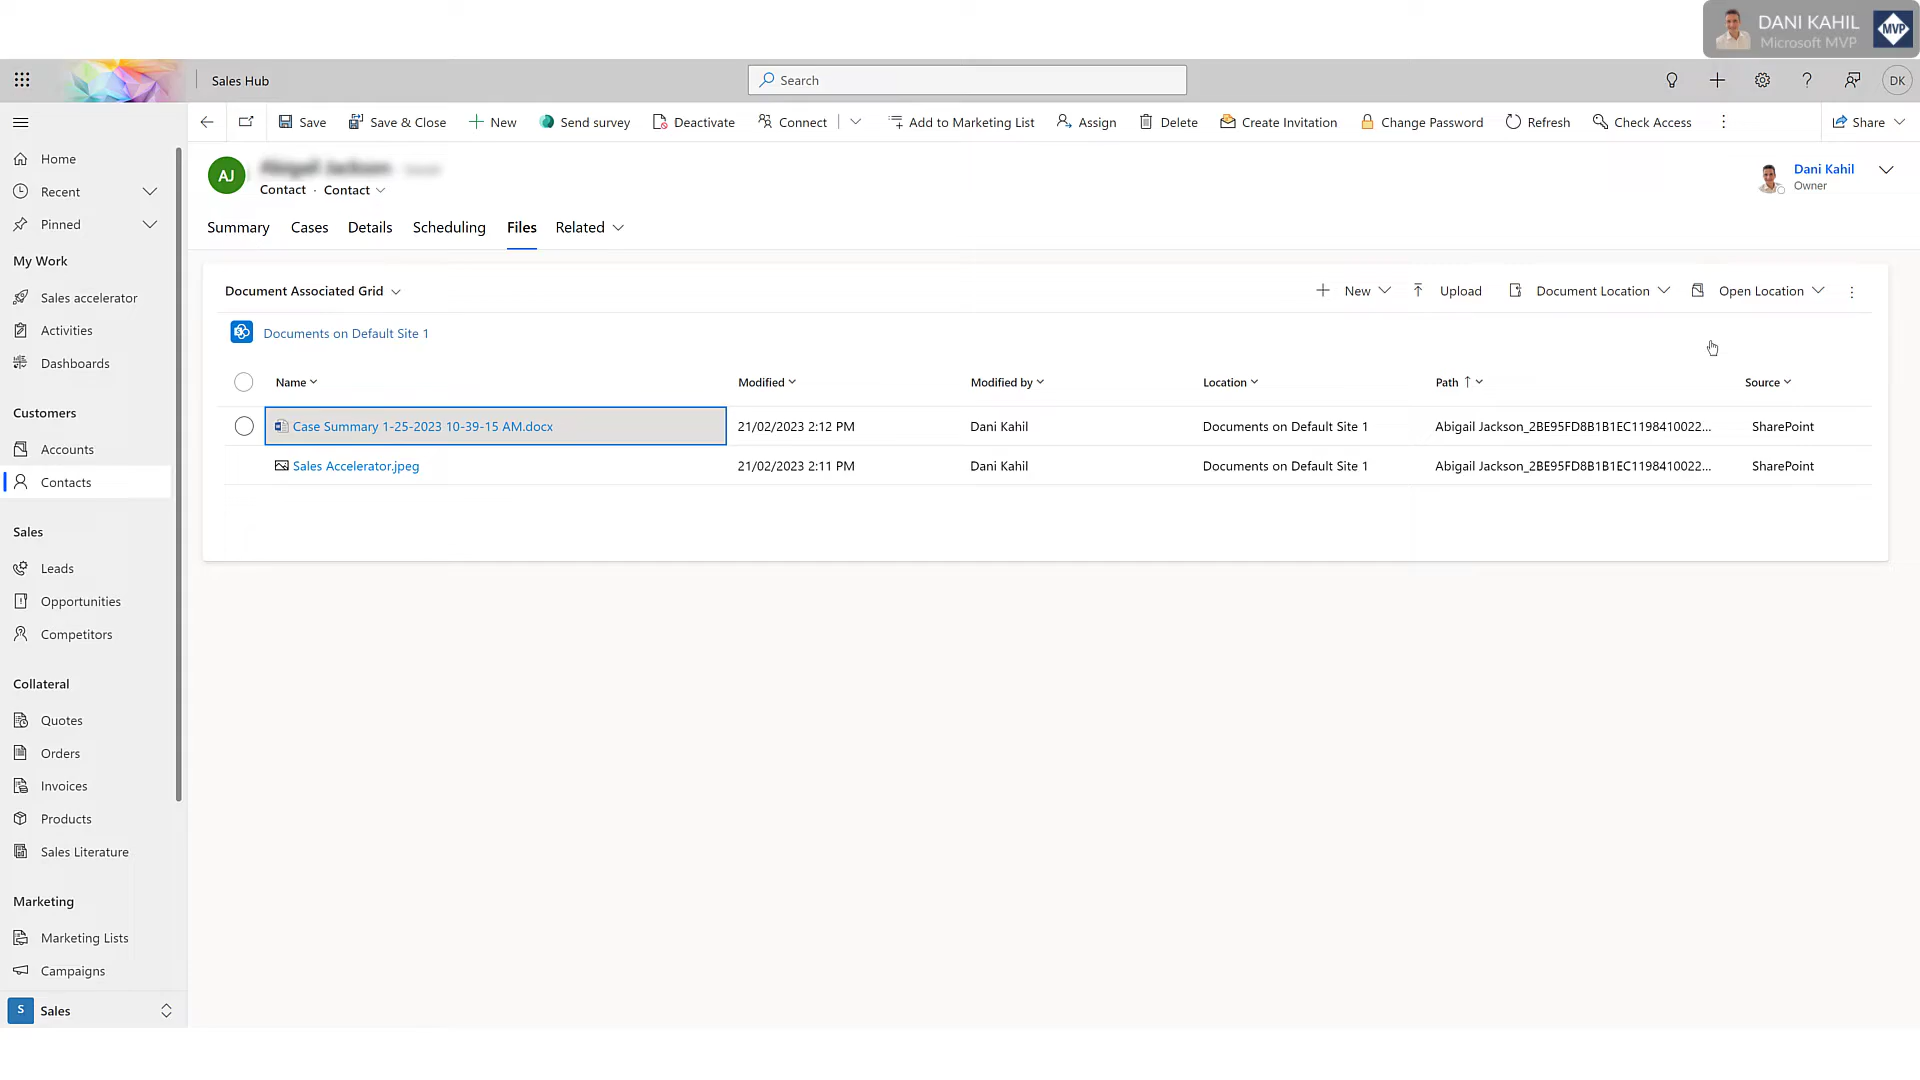 DANI KAHIL
Microsoft MVP
MVP
Sales Hub
Search
DK
Save
Save & Close
New
Send survey
Deactivate
Connect
Add to Marketing List
Assign
Delete
Create Invitation
Change Password
Refresh
Check Access
Share
Home
Recent
Pinned
My Work
Sales accelerator
Activities
Dashboards
Customers
Accounts
Contacts
Sales
Leads
Opportunities
Competitors
Collateral
Quotes
Orders
Invoices
Products
Sales Literature
Marketing
Marketing Lists
Campaigns
S Sales
AJ
Abigail Jackson
Contact · Contact
Dani Kahil
Owner
Summary
Cases
Details
Scheduling
Files
Related
Document Associated Grid
New
Upload
Document Location
Open Location
Documents on Default Site 1
Name Modified Modified by Location Path ↑ Source
Case Summary 1-25-2023 10-39-15 AM.docx 21/02/2023 2:12 PM Dani Kahil Documents on Default Site 1 Abigail Jackson_2BE95FD8B1B1EC1198410022... SharePoint
Sales Accelerator.jpeg 21/02/2023 2:11 PM Dani Kahil Documents on Default Site 1 Abigail Jackson_2BE95FD8B1B1EC1198410022... SharePoint